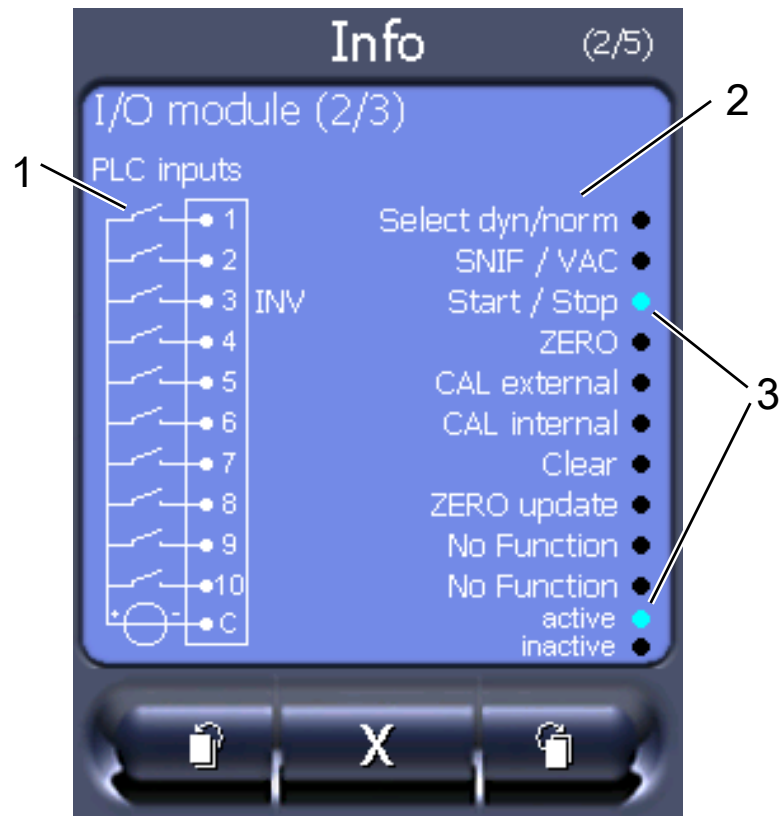 Info (2/5)
I/O module (2/3)
2
PLC inputs
1
1 Select dyn/norm
2 SNIF / VAC
3 INV Start / Stop
4 ZERO
3
5 CAL external
6 CAL internal
7 Clear
8 ZERO update
9 No Function
10 No Function
+ - C active
inactive
X